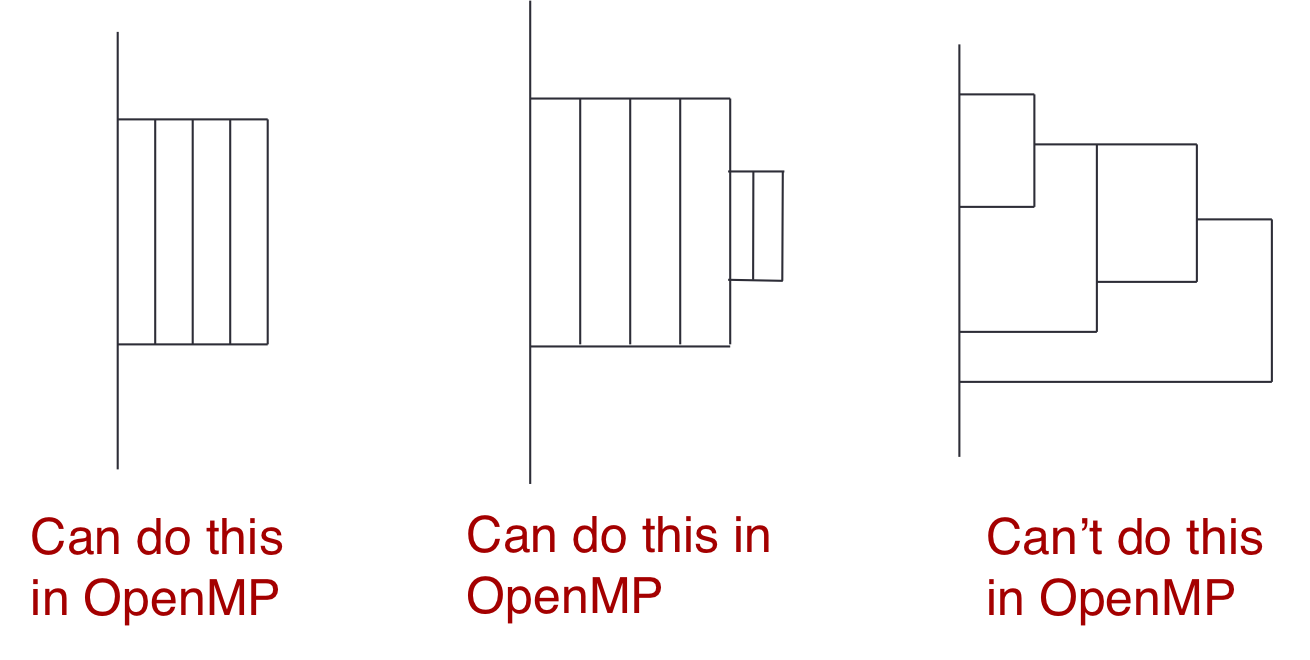 Can do this
in OpenMP
Can do this in
OpenMP
Can’t do this
in OpenMP